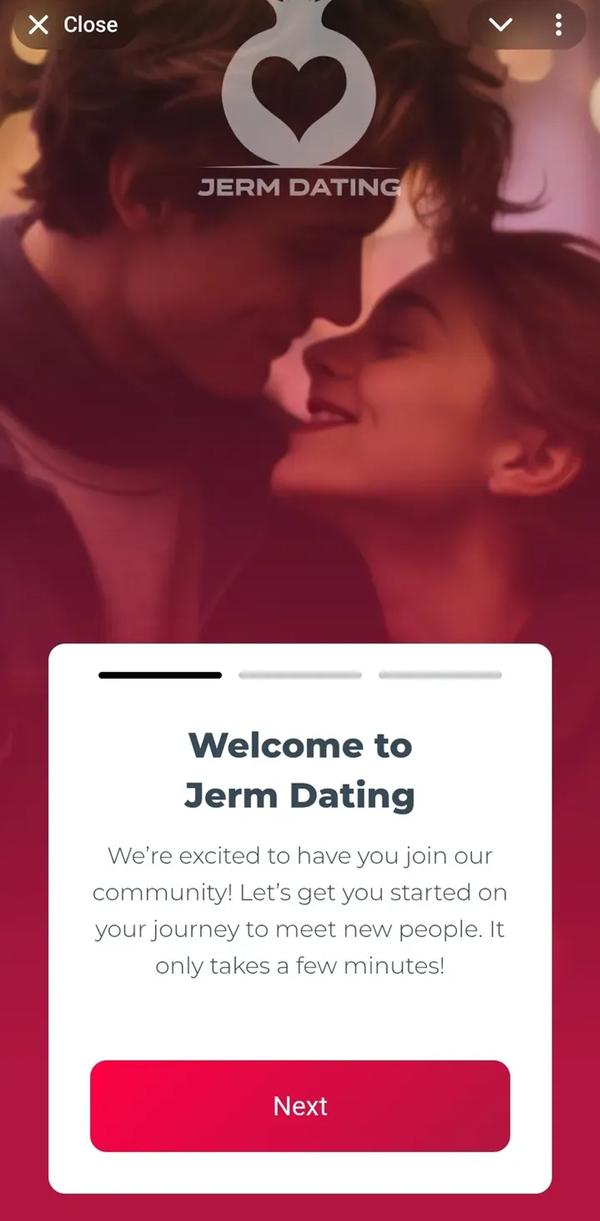 Close
JERM DATING
Welcome to
Jerm Dating
We’re excited to have you join our
community! Let’s get you started on
your journey to meet new people. It
only takes a few minutes!
Next